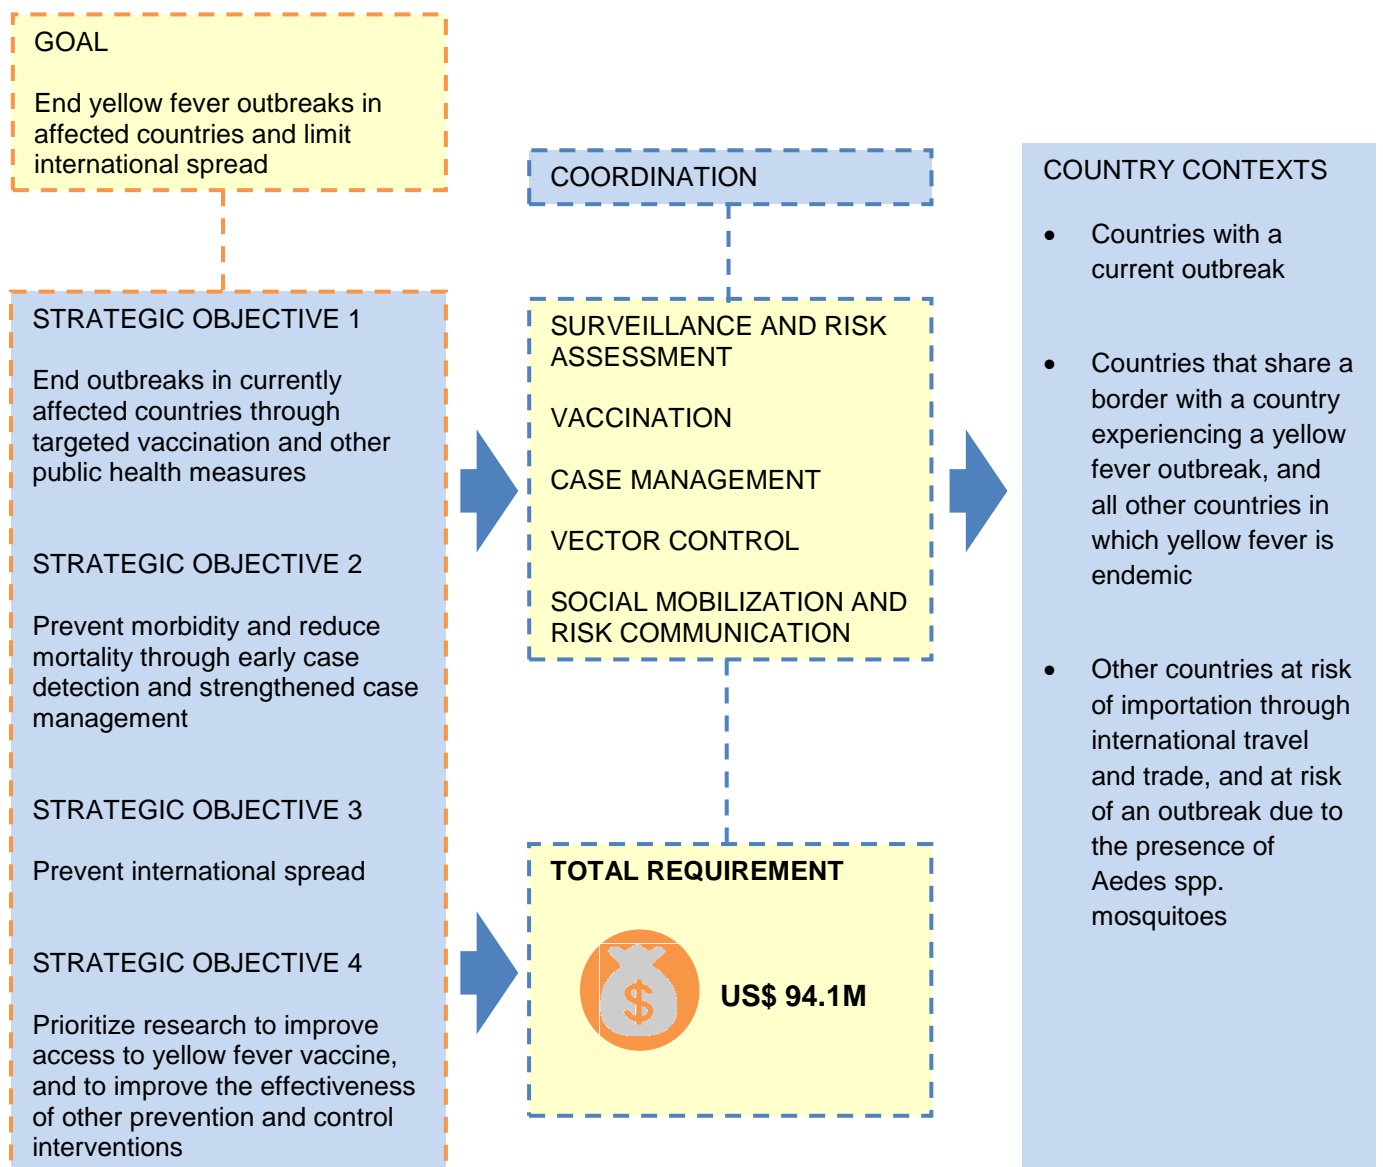 GOAL
End yellow fever outbreaks in
affected countries and limit
international spread
STRATEGIC OBJECTIVE 1
End outbreaks in currently
affected countries through
targeted vaccination and other
public health measures
STRATEGIC OBJECTIVE 2
Prevent morbidity and reduce
mortality through early case
detection and strengthened case
management
STRATEGIC OBJECTIVE 3
Prevent international spread
STRATEGIC OBJECTIVE 4
Prioritize research to improve
access to yellow fever vaccine,
and to improve the effectiveness
of other prevention and control
interventions
COORDINATION
SURVEILLANCE AND RISK
ASSESSMENT
VACCINATION
CASE MANAGEMENT
VECTOR CONTROL
SOCIAL MOBILIZATION AND
RISK COMMUNICATION
TOTAL REQUIREMENT
$
US$ 94.1M
COUNTRY CONTEXTS
• Countries with a
current outbreak
• Countries that share a
border with a country
experiencing a yellow
fever outbreak, and
all other countries in
which yellow fever is
endemic
• Other countries at risk
of importation through
international travel
and trade, and at risk
of an outbreak due to
the presence of
Aedes spp.
mosquitoes